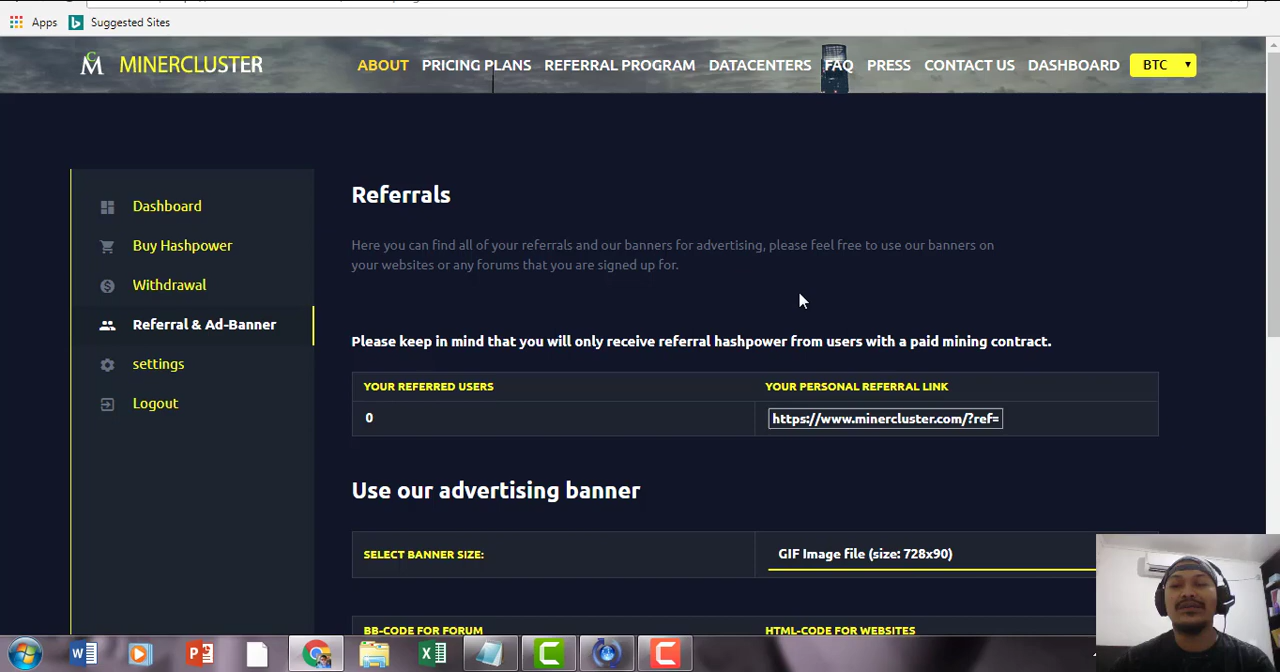 Apps
Suggested Sites
MINERCLUSTER
ABOUT
PRICING PLANS
REFERRAL PROGRAM
DATACENTERS
FAQ
PRESS
CONTACT US
DASHBOARD
BTC
Dashboard
Buy Hashpower
Withdrawal
Referral & Ad-Banner
settings
Logout
Referrals
Here you can find all of your referrals and our banners for advertising, please feel free to use our banners on
your websites or any forums that you are signed up for.
Please keep in mind that you will only receive referral hashpower from users with a paid mining contract.
YOUR REFERRED USERS
YOUR PERSONAL REFERRAL LINK
0
https://www.minercluster.com/?ref=
Use our advertising banner
SELECT BANNER SIZE:
GIF Image file (size: 728x90)
BB-CODE FOR FORUM
HTML-CODE FOR WEBSITES